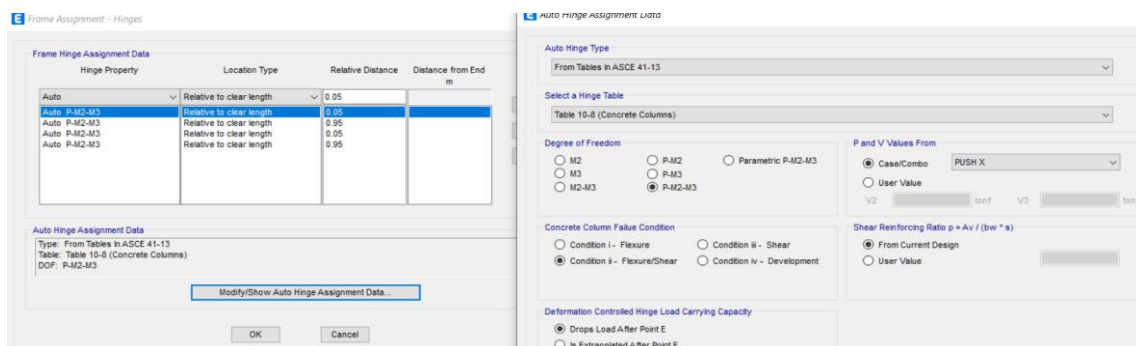 E Frame Assignment - Hinges
Frame Hinge Assignment Data
Hinge Property Location Type Relative Distance Distance from End
m
Auto Relative to clear length 0.05
Auto P-M2-M3 Relative to clear length 0.05
Auto P-M2-M3 Relative to clear length 0.95
Auto P-M2-M3 Relative to clear length 0.05
Auto P-M2-M3 Relative to clear length 0.95
Auto Hinge Assignment Data
Type: From Tables In ASCE 41-13
Table: Table 10-8 (Concrete Columns)
DOF: P-M2-M3
Modify/Show Auto Hinge Assignment Data...
OK Cancel
E Auto Hinge Assignment Data
Auto Hinge Type
From Tables In ASCE 41-13
Select a Hinge Table
Table 10-8 (Concrete Columns)
Degree of Freedom
M2 P-M2 Parametric P-M2-M3
M3 P-M3
M2-M3 P-M2-M3
P and V Values From
Case/Combo PUSH X
User Value
V2 tonf V3 ton
Concrete Column Failue Condition
Condition i - Flexure Condition iii - Shear
Condition ii - Flexure/Shear Condition iv - Development
Shear Reinforcing Ratio p = Av / (bw * s)
From Current Design
User Value
Deformation Controlled Hinge Load Carrying Capacity
Drops Load After Point E
Is Extrapolated After Point E